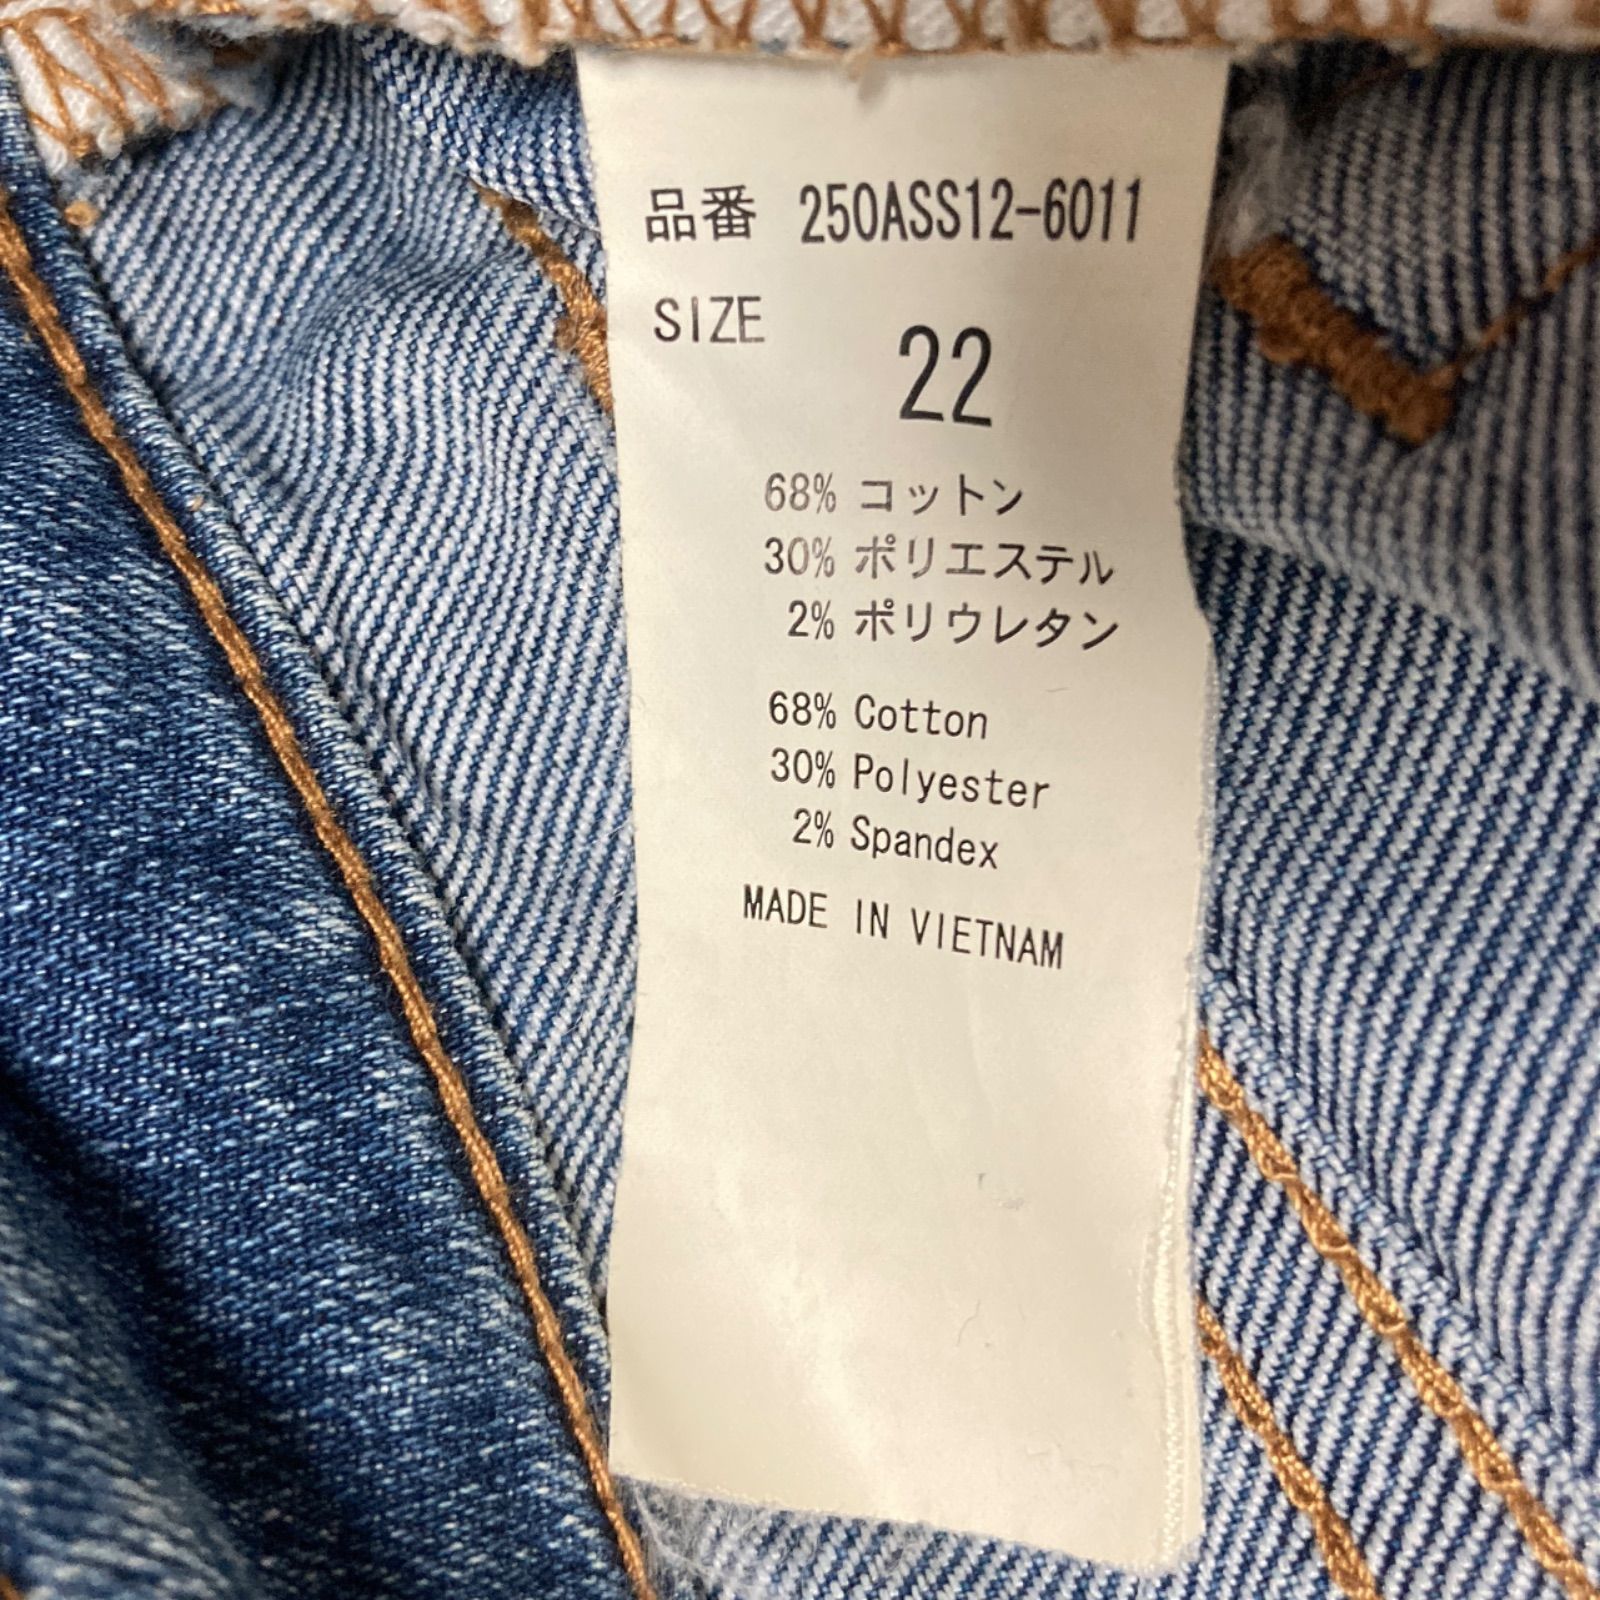 品番 250ASS12-6011
SIZE
22
68% コットン
30% ポリエステル
2% ポリウレタン
68% Cotton
30% Polyester
2% Spandex
MADE IN VIETNAM